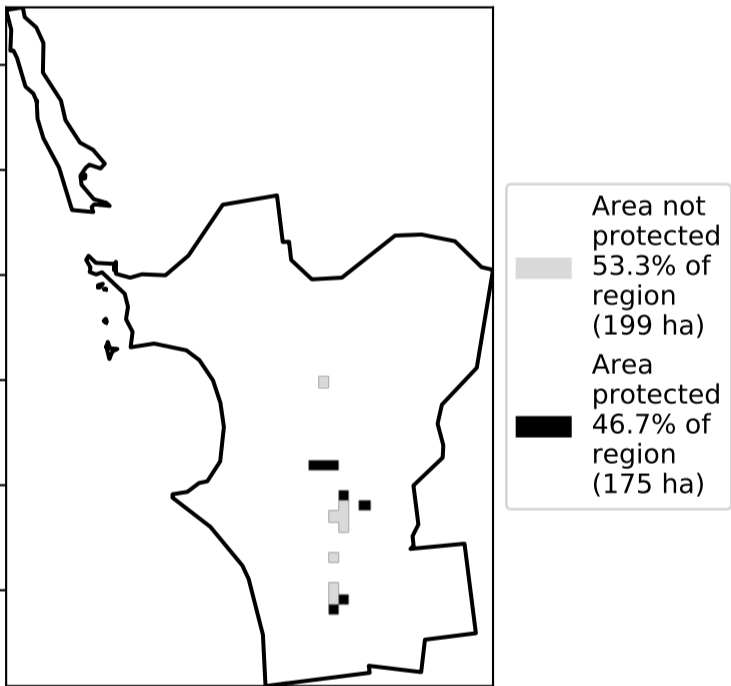 Area not
protected
53.3% of
region
(199 ha)
Area
protected
46.7% of
region
(175 ha)